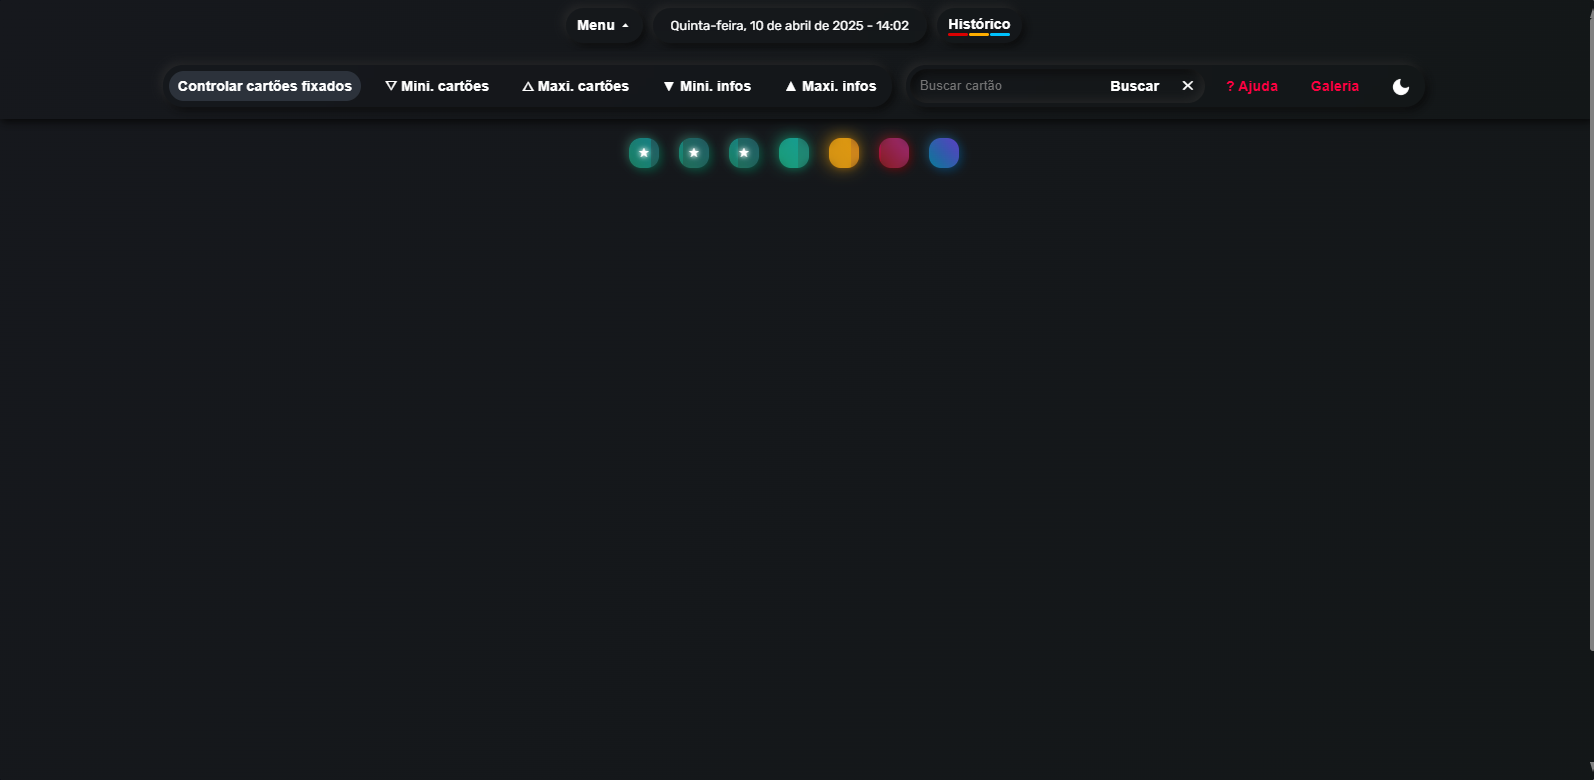 Menu
Quinta-feira, 10 de abril de 2025 - 14:02
Histórico
Controlar cartões fixados
▽ Mini. cartões
△ Maxi. cartões
▼ Mini. infos
▲ Maxi. infos
Buscar cartão
Buscar
✕
? Ajuda
Galeria